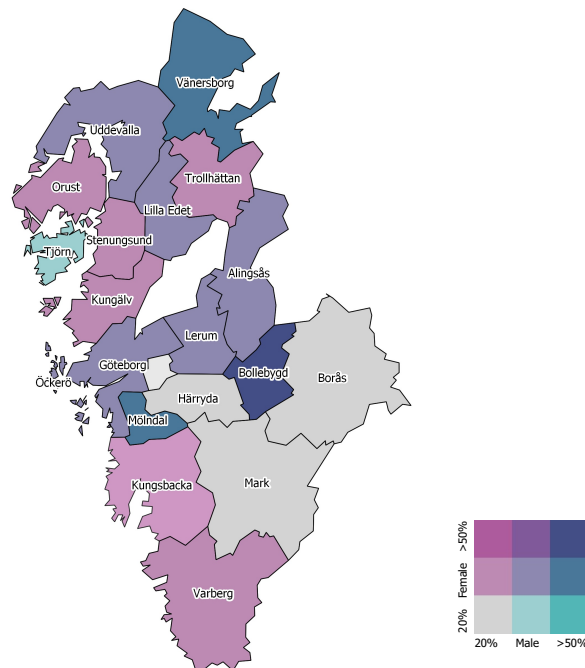 Vänersborg
Uddevalla
Trollhättan
Orust
Lilla Edet
Stenungsund
Tjörn
Alingsås
Kungälv
Lerum
Göteborg
Bollebygd
Öckerö
Borås
Härryda
Mölndal
Kungsbacka
Mark
Varberg
>50%
Female
20%
20% Male >50%